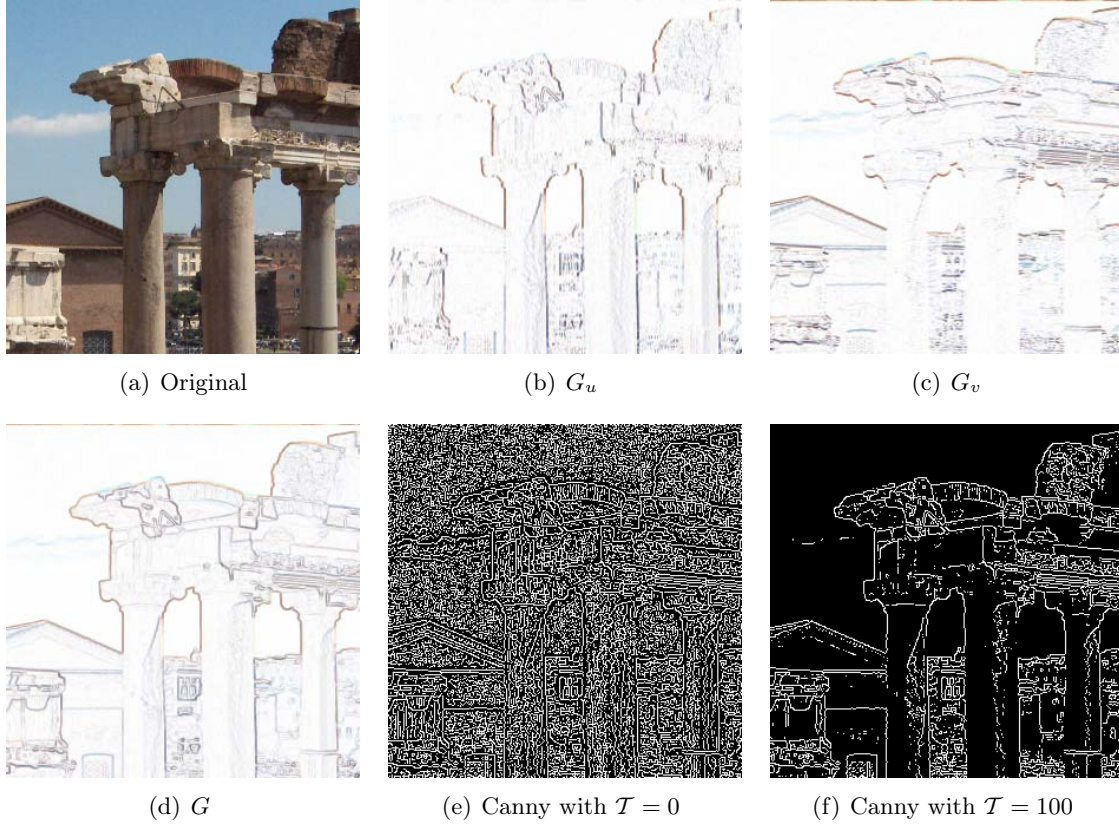 (a) Original
(b) G_u
(c) G_v
(d) G
(e) Canny with 𝒯 = 0
(f) Canny with 𝒯 = 100